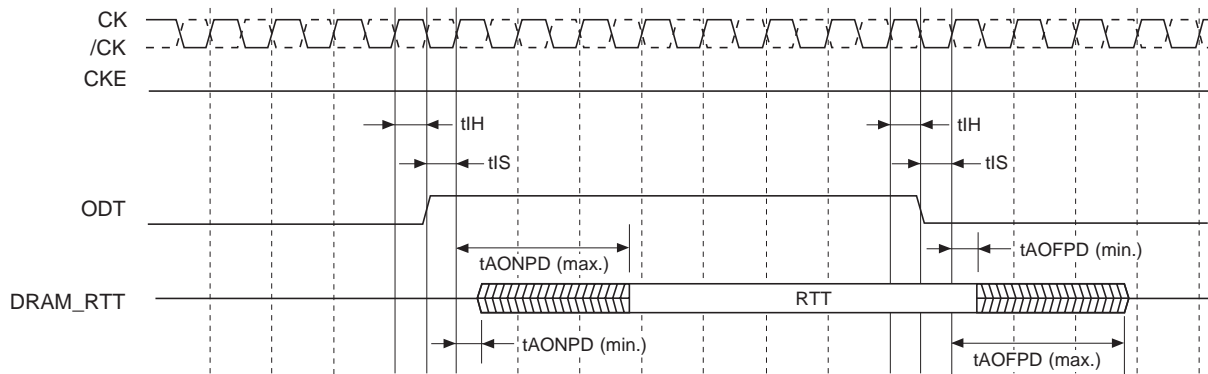 CK
/CK
CKE
tIH
tIH
tIS
tIS
ODT
tAONPD (max.)
tAOFPD (min.)
DRAM_RTT
RTT
tAONPD (min.)
tAOFPD (max.)